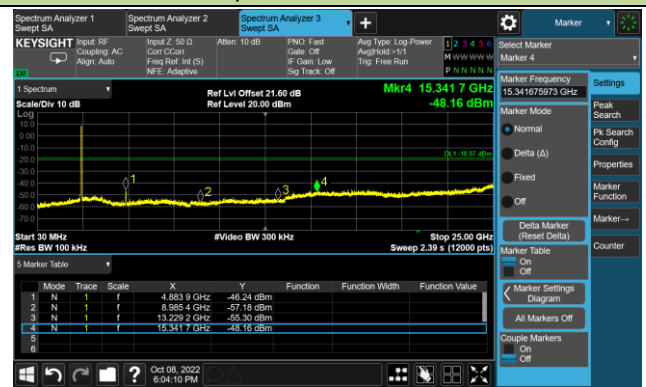 Spectrum Analyzer 1
Swept SA
Spectrum Analyzer 2
Swept SA
Spectrum Analyzer 3
Swept SA
Marker
KEYSIGHT
Input: RF
Coupling: AC
Align: Auto
Input Z: 50 Ω
Corr CCorr
Freq Ref: Int (S)
NFE: Adaptive
Atten: 10 dB
PNO: Fast
Gate: Off
IF Gain: Low
Sig Track: Off
Avg Type: Log-Power
Avg|Hold:>1/1
Trig: Free Run
1 2 3 4 5 6
M W W W W W
P N N N N N
LXI
Select Marker
Marker 4
1 Spectrum
Scale/Div 10 dB
Ref Lvl Offset 21.60 dB
Ref Level 20.00 dBm
Mkr4 15.341 7 GHz
-48.16 dBm
Log
10.0
0.00
-10.0
-20.0
-30.0
-40.0
-50.0
-60.0
-70.0
DL1 -18.97 dBm
1
2
3
4
Start 30 MHz
#Res BW 100 kHz
#Video BW 300 kHz
Stop 25.00 GHz
Sweep 2.39 s (12000 pts)
5 Marker Table
Mode Trace Scale X Y Function Function Width Function Value
1 N 1 f 4.883 9 GHz -46.24 dBm
2 N 1 f 8.985 4 GHz -57.18 dBm
3 N 1 f 13.229 2 GHz -55.30 dBm
4 N 1 f 15.341 7 GHz -48.16 dBm
5
6
Marker Frequency
15.341675973 GHz
Marker Mode
Normal
Delta (Δ)
Fixed
Off
Delta Marker
(Reset Delta)
Marker Table
On
Off
Marker Settings
Diagram
All Markers Off
Couple Markers
On
Off
Settings
Peak
Search
Pk Search
Config
Properties
Marker
Function
Marker→
Counter
?
Oct 08, 2022
6:04:10 PM